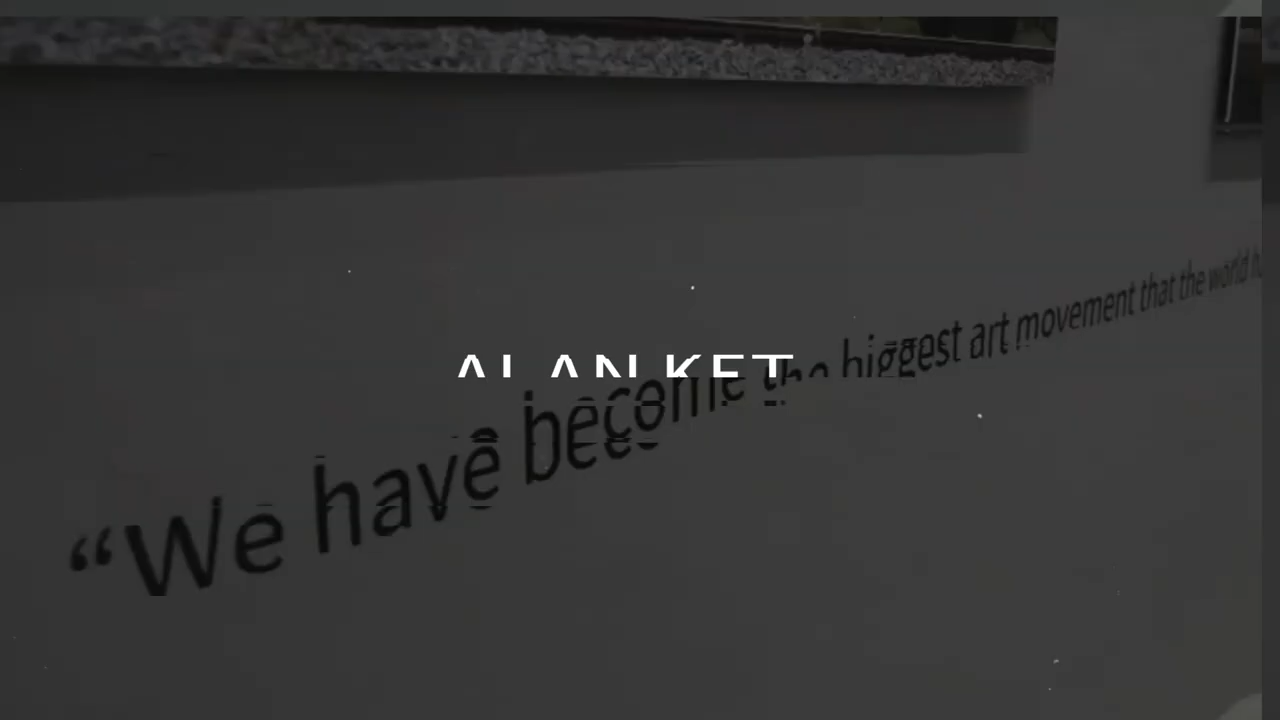 ALAN KET
“We have become the biggest art movement that the world